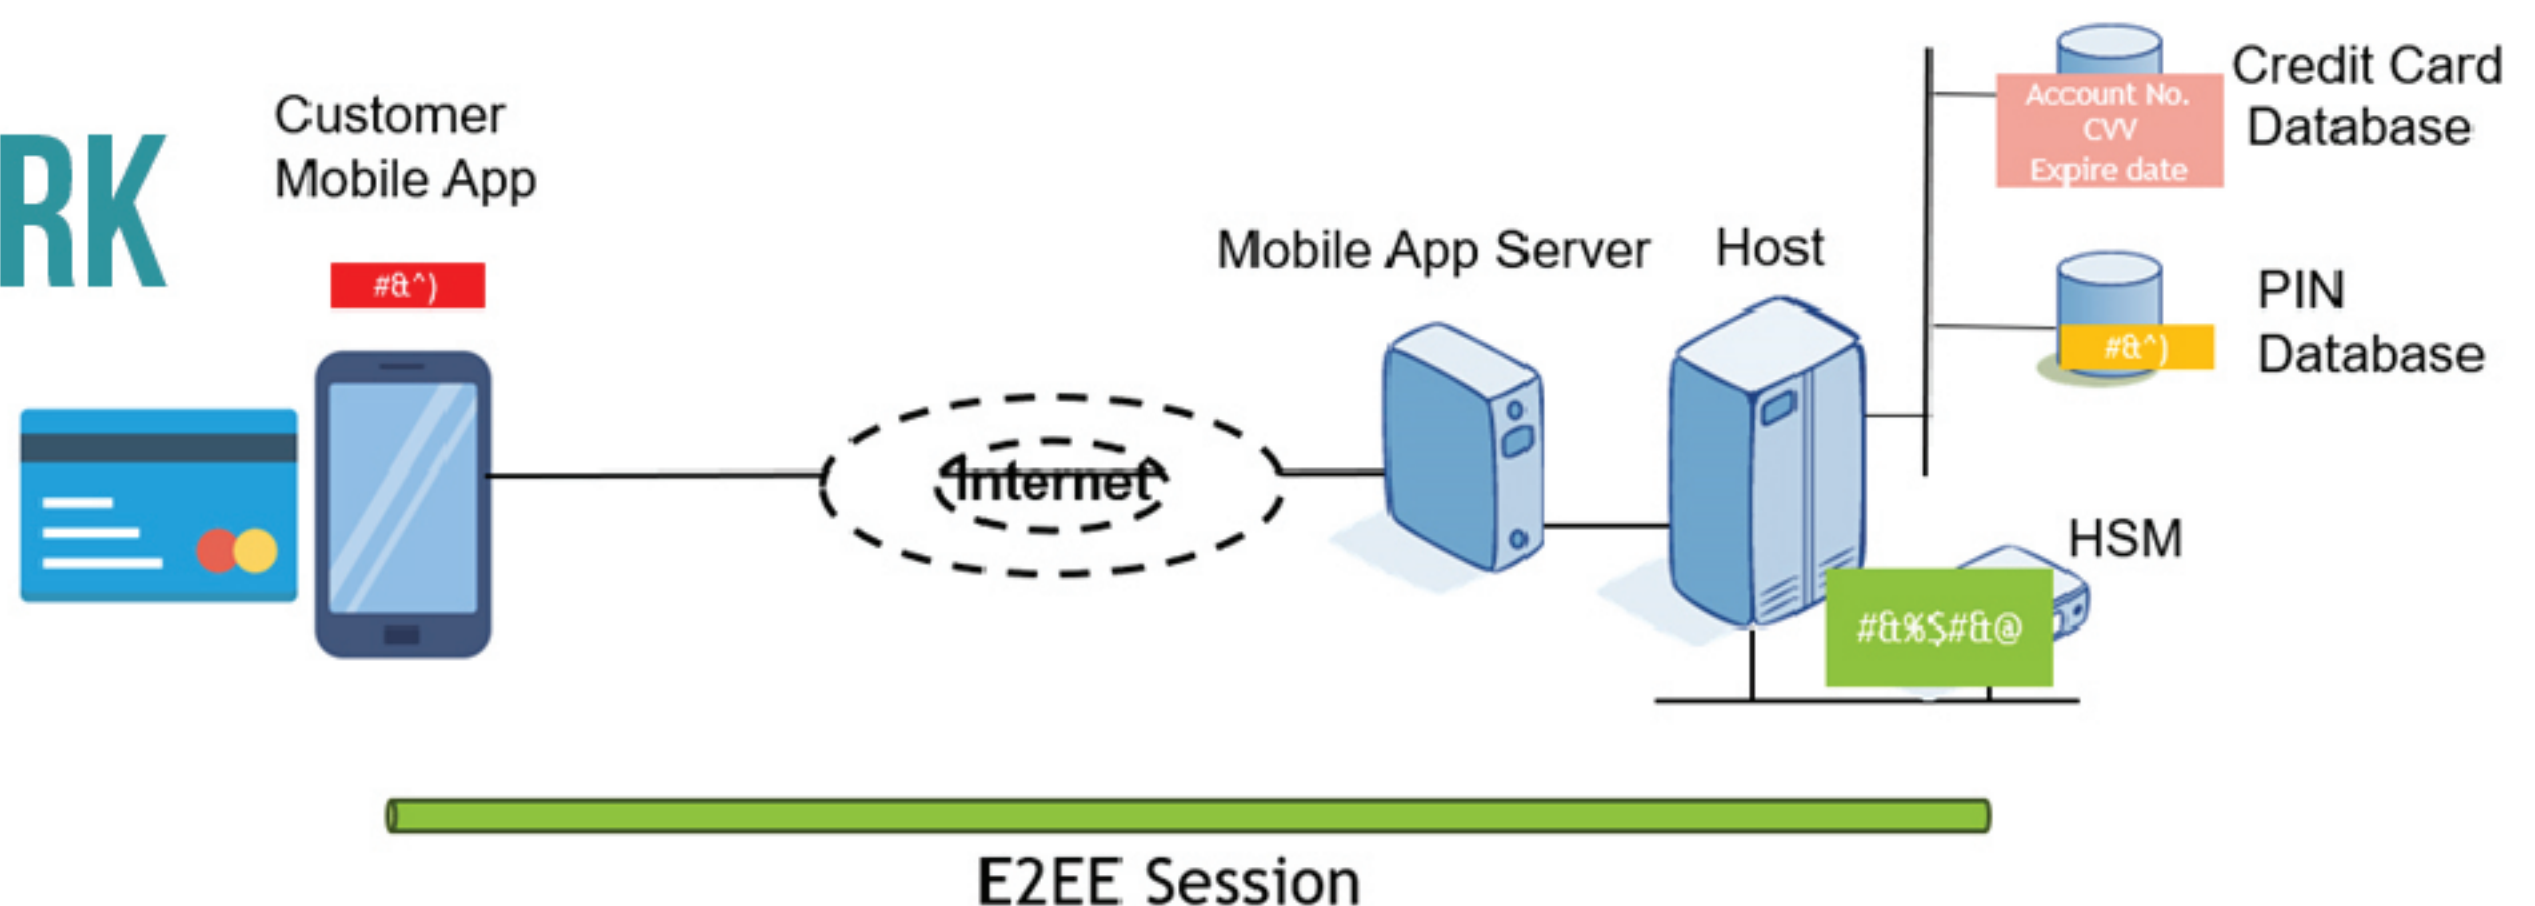 RK
Customer
Mobile App
#&^)
Internet
Mobile App Server
Host
Credit Card
Database
Account No.
CVV
Expire date
PIN
Database
#&^)
HSM
#&%$#&@
E2EE Session